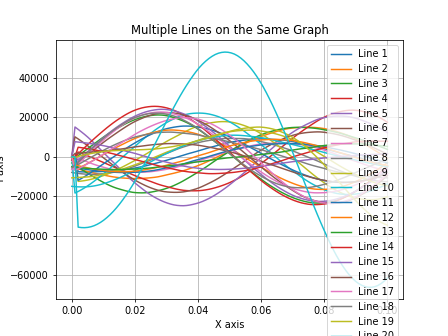 Multiple Lines on the Same Graph
40000
20000
0
−20000
−40000
−60000
0.00
0.02
0.04
0.06
X axis
Line 1
Line 2
Line 3
Line 4
Line 5
Line 6
Line 7
Line 8
Line 9
Line 10
Line 11
Line 12
Line 13
Line 14
Line 15
Line 16
Line 17
Line 18
Line 19
Line 20